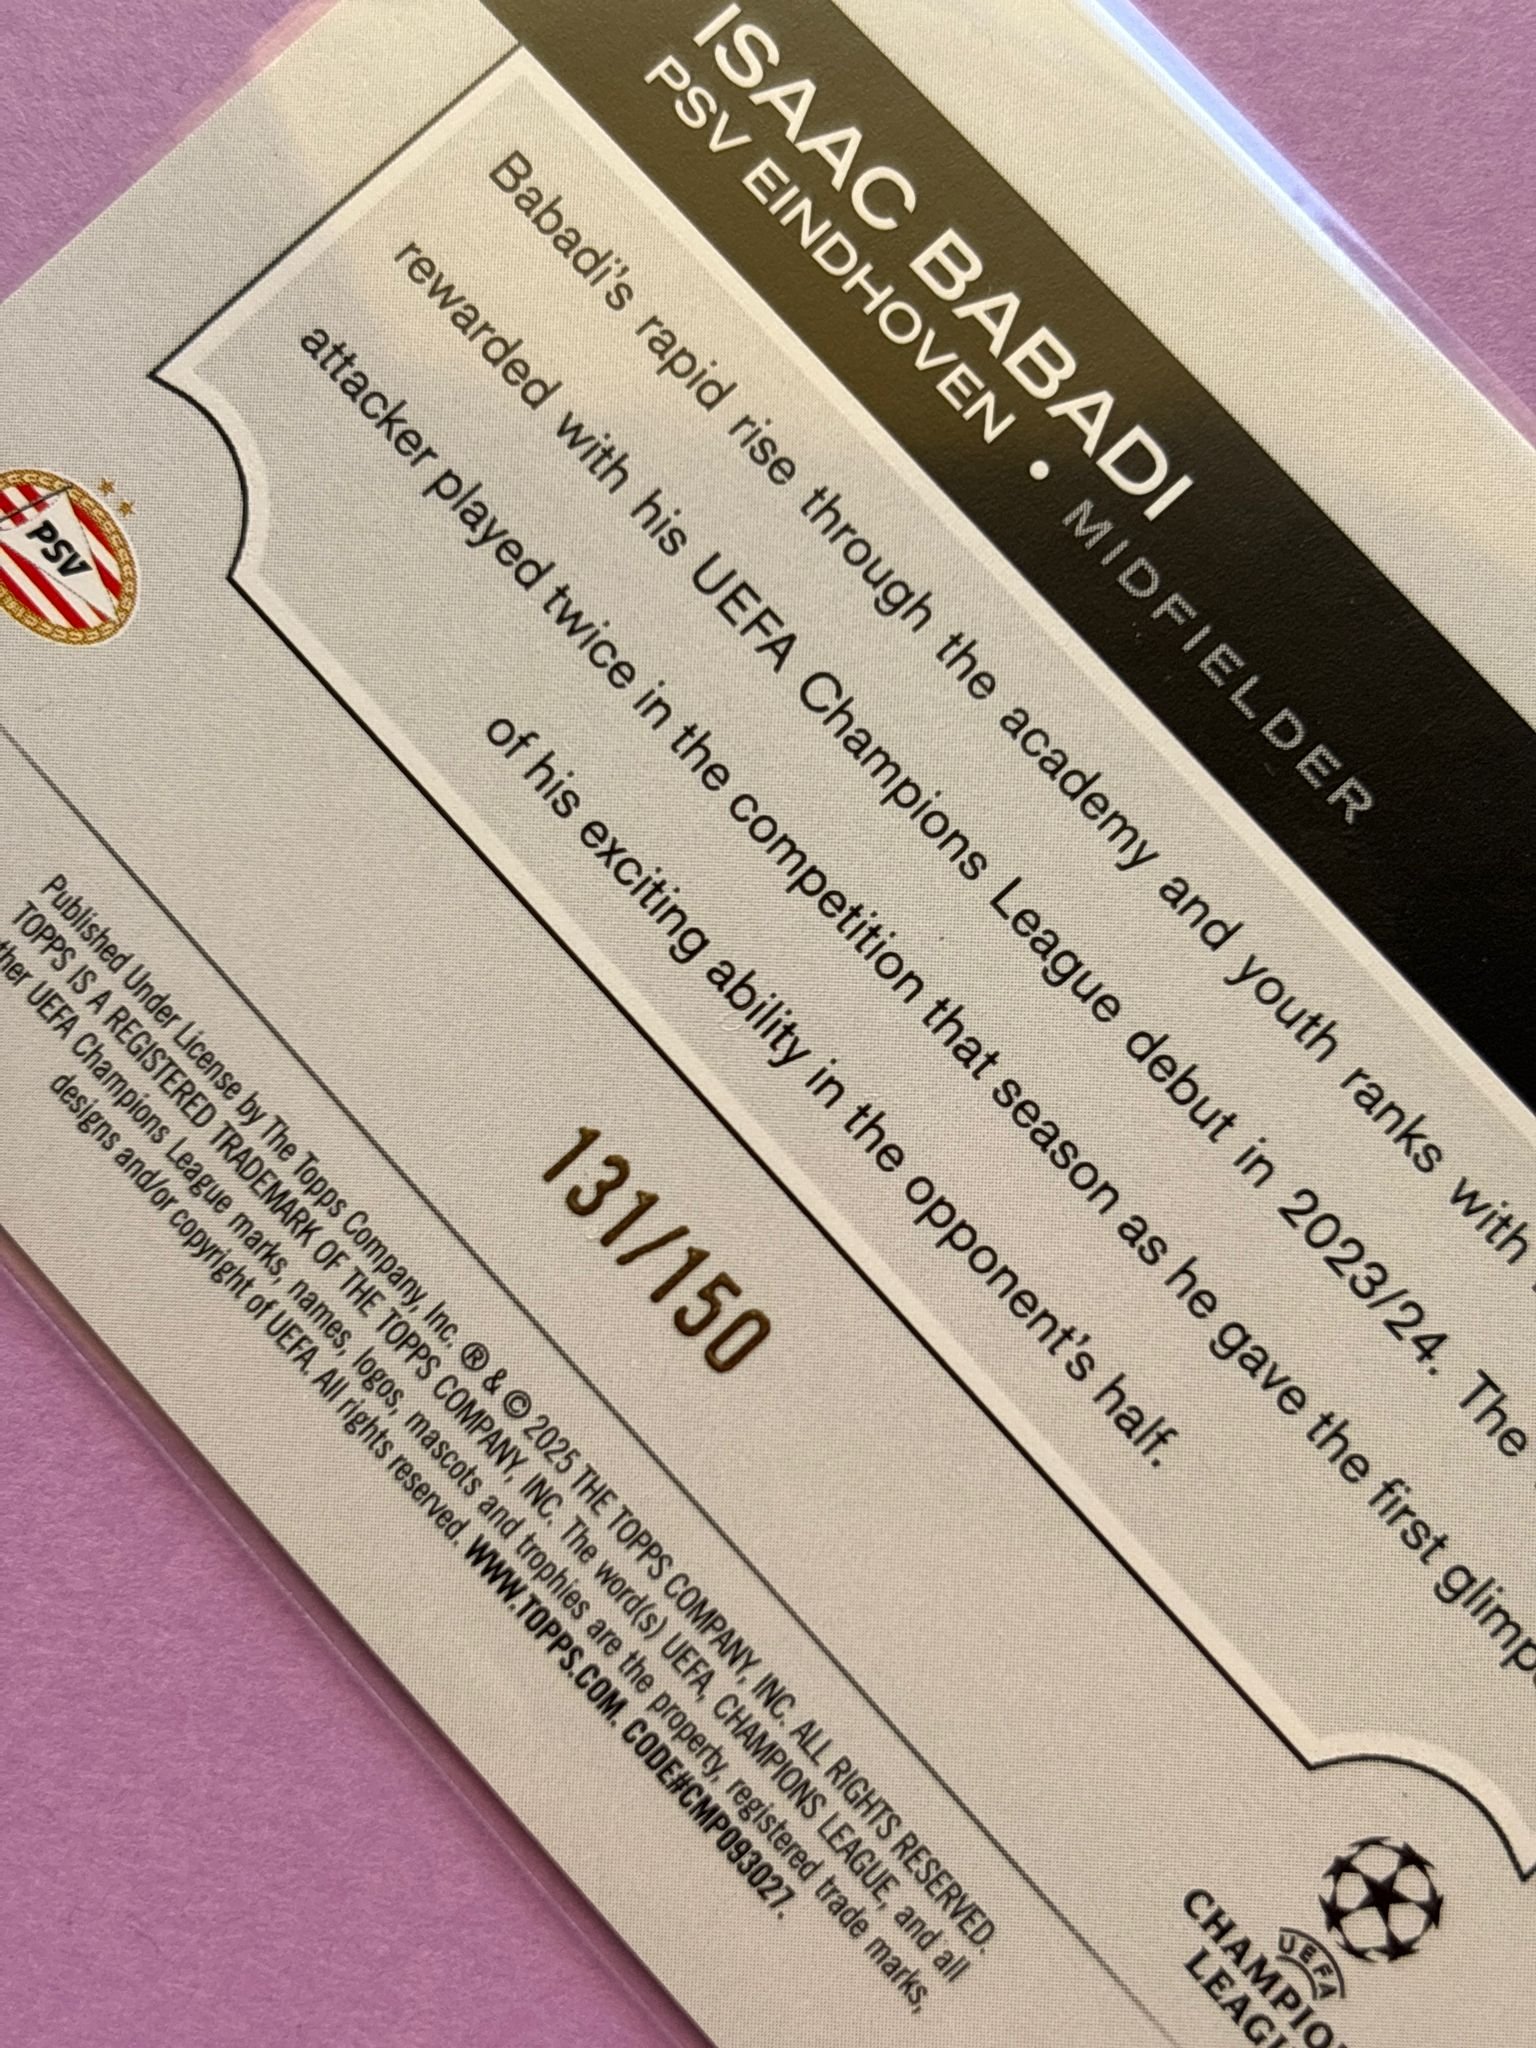 ISAAC BABADI
PSV EINDHOVEN • MIDFIELDER
Babadi's rapid rise through the academy and youth ranks with
rewarded with his UEFA Champions League debut in 2023/24. The
attacker played twice in the competition that season as he gave the first
of his exciting ability in the opponent's half.
PSV
131/150
Published Under License by The Topps Company, Inc. ® & © 2025 THE TOPPS COMPANY, INC. ALL RIGHTS RESERVED.
TOPPS IS A REGISTERED TRADEMARK OF THE TOPPS COMPANY, INC. The word(s) UEFA, CHAMPIONS LEAGUE, and all
UEFA Champions League marks, names, logos, mascots and trophies are the property, registered trade marks,
designs and/or copyright of UEFA. All rights reserved. WWW.TOPPS.COM. CODE#CMP093027.
UEFA
CHAMPIO
LEAGU